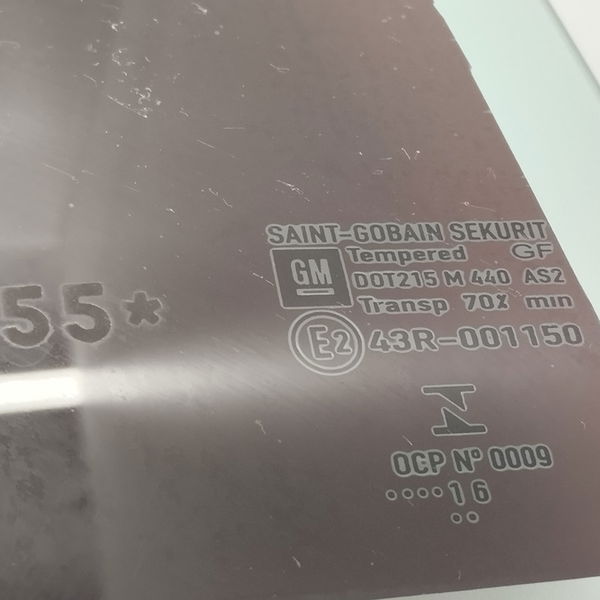 SAINT-GOBAIN SEKURIT
GM
Tempered GF
DOT215 M 440 AS2
Transp 70% min
E2 43R-001150
55*
OCP Nº 0009
••••16
••